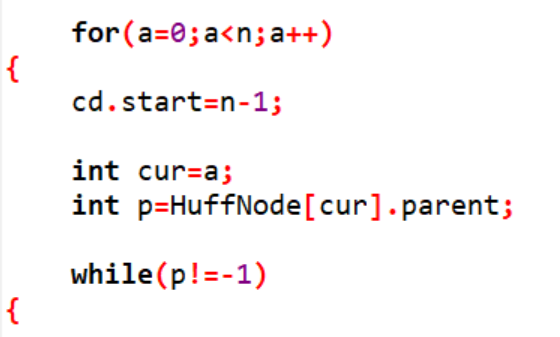 for(a=0;a<n;a++)
{
cd.start=n-1;
int cur=a;
int p=HuffNode[cur].parent;
while(p!=-1)
{